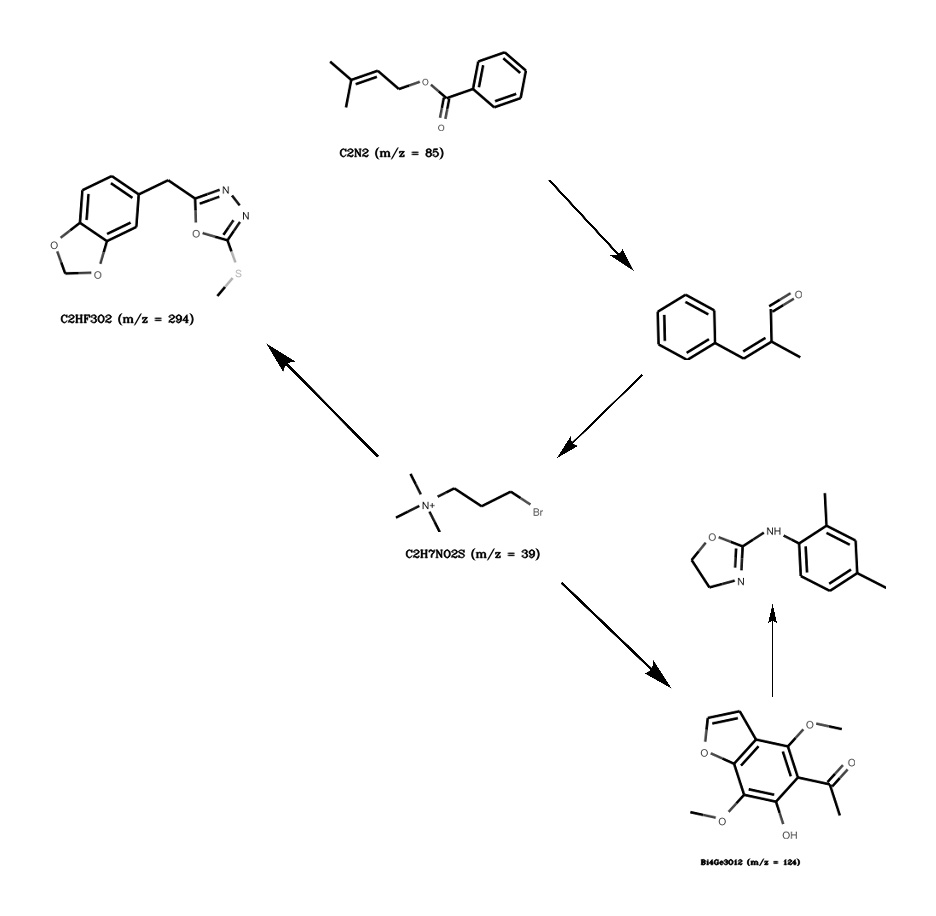 O
O
C2N2 (m/z = 85)
N
N
O
O
O
S
C2HF3O2 (m/z = 294)
O
N+
Br
C2H7NO2S (m/z = 39)
O
NH
N
O
O
O
O
OH
Bi4Ge3O12 (m/z = 124)